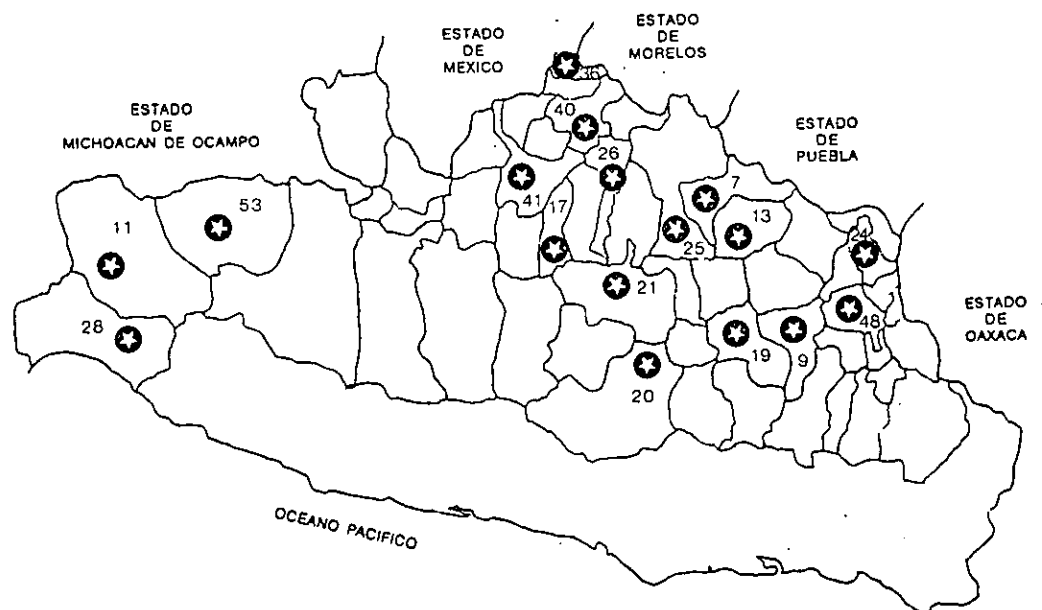 ESTADO
DE
MEXICO
ESTADO
DE
MORELOS
36
ESTADO
DE
MICHOACAN DE OCAMPO
40
ESTADO
DE
PUEBLA
26
41
17
7
13
11
53
25
24
21
ESTADO
DE
OAXACA
28
19
9
48
20
OCEANO PACIFICO